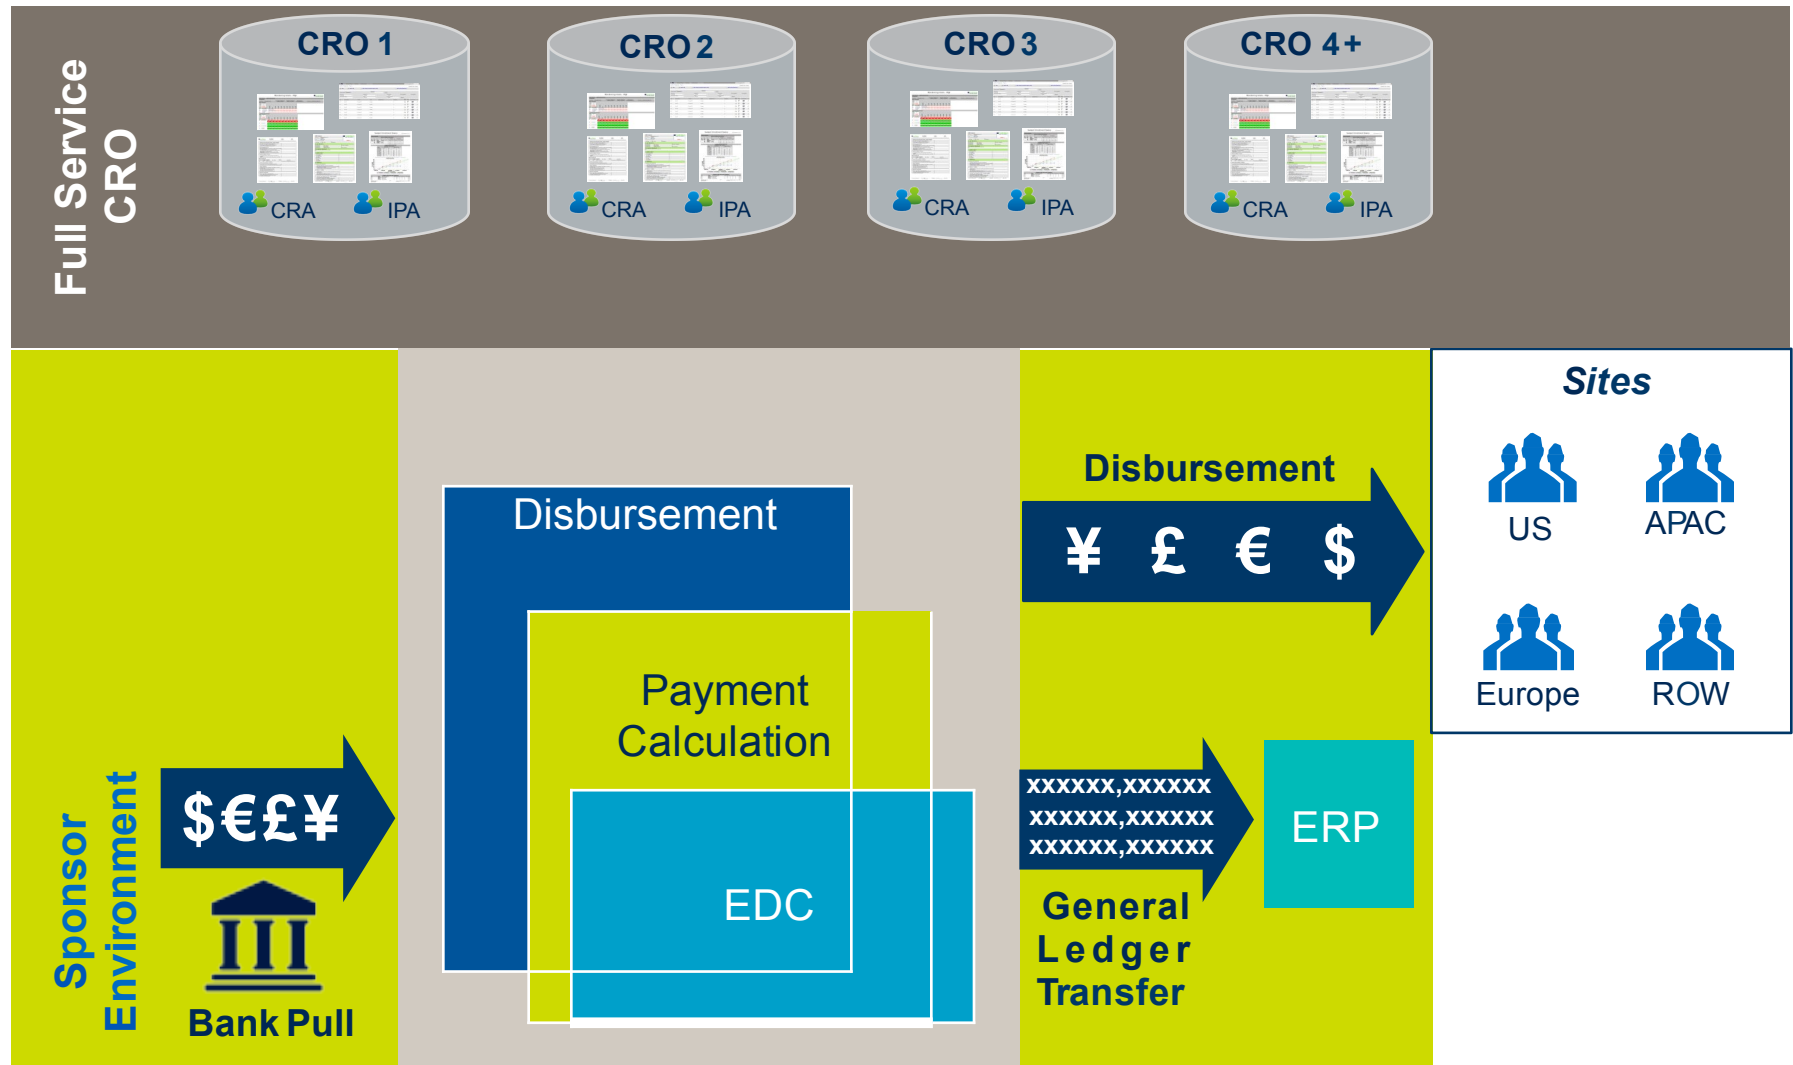 Full Service
CRO
CRO 1
CRA
IPA
CRO 2
CRA
IPA
CRO 3
CRA
IPA
CRO 4+
CRA
IPA
Sponsor
Environment
$€£¥
Bank Pull
Disbursement
Payment
Calculation
EDC
Disbursement
¥ £ € $
xxxxxx,xxxxxx
xxxxxx,xxxxxx
xxxxxx,xxxxxx
General
Ledger
Transfer
ERP
Sites
US
APAC
Europe
ROW